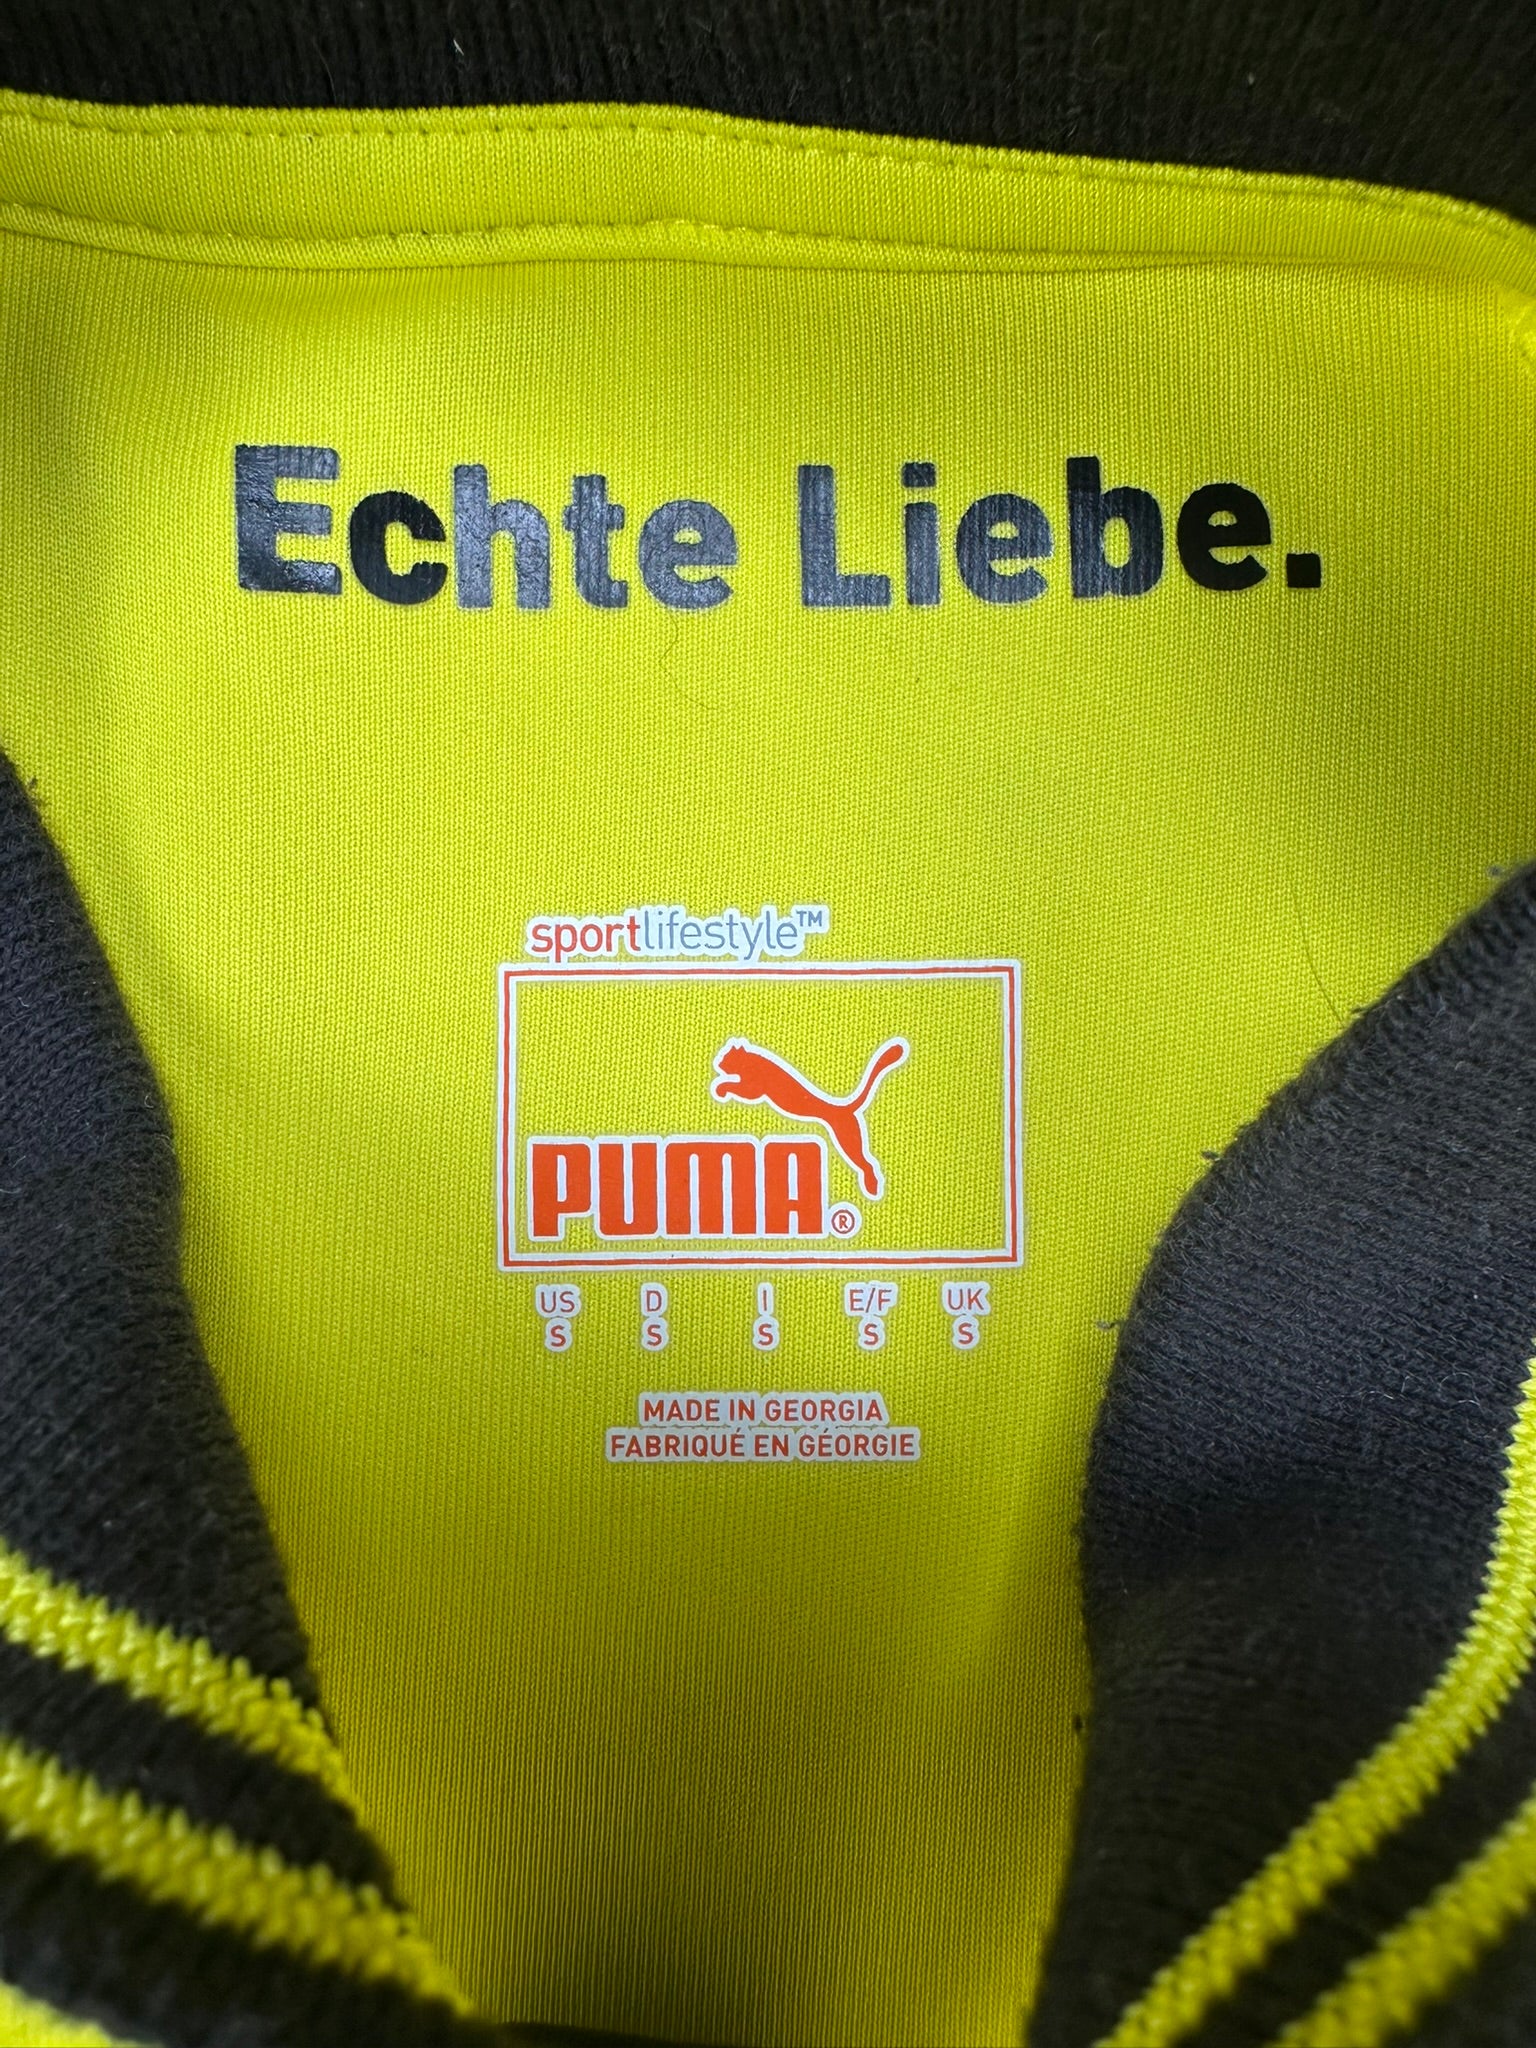 Echte Liebe.
sportlifestyle™
PUMA®
US D I E/F UK
S S S S S
MADE IN GEORGIA
FABRIQUÉ EN GÉORGIE